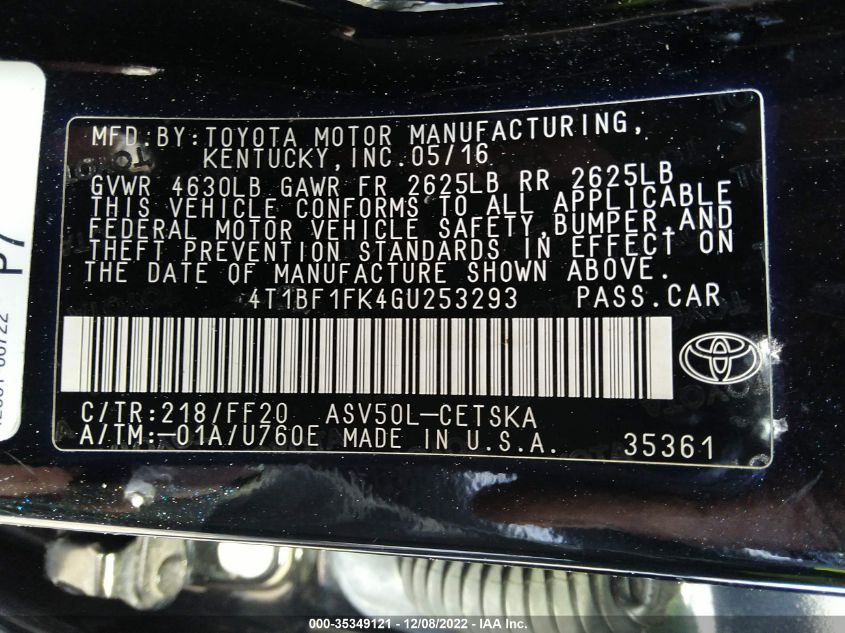 MFD.BY:TOYOTA MOTOR MANUFACTURING,
KENTUCKY,INC.05/16
GVWR 4630LB GAWR FR 2625LB RR 2625LB
THIS VEHICLE CONFORMS TO ALL APPLICABLE
FEDERAL MOTOR VEHICLE SAFETY,BUMPER,AND
THEFT PREVENTION STANDARDS IN EFFECT ON
THE DATE OF MANUFACTURE SHOWN ABOVE.
4T1BF1FK4GU253293 PASS.CAR
C/TR:218/FF20 ASV50L-CETSKA
A/TM:-01A/U760E MADE IN U.S.A. 35361
P7
000-35349121 - 12/08/2022 - IAA Inc.